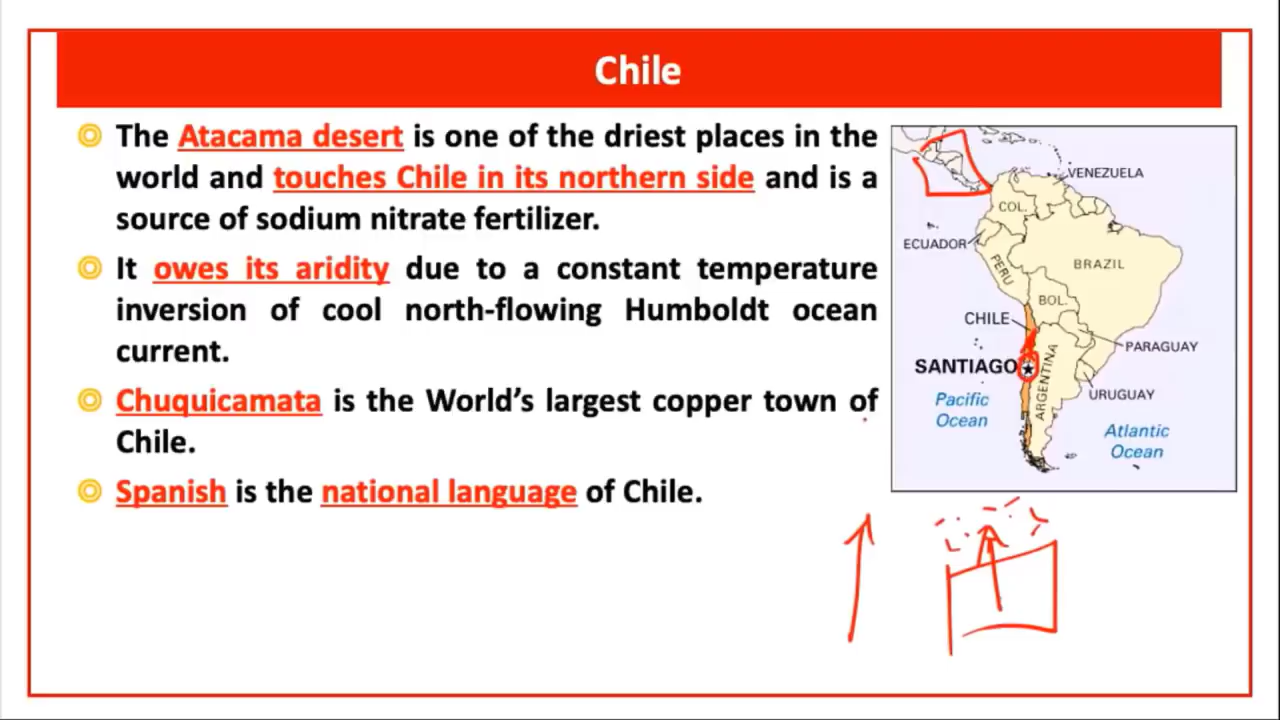 Chile
The Atacama desert is one of the driest places in the
world and touches Chile in its northern side and is a
source of sodium nitrate fertilizer.
It owes its aridity due to a constant temperature
inversion of cool north-flowing Humboldt ocean
current.
Chuquicamata is the World's largest copper town of
Chile.
Spanish is the national language of Chile.
VENEZUELA
COL.
ECUADOR
PERU
BRAZIL
BOL.
CHILE
PARAGUAY
SANTIAGO
ARGENTINA
URUGUAY
Pacific
Ocean
Atlantic
Ocean